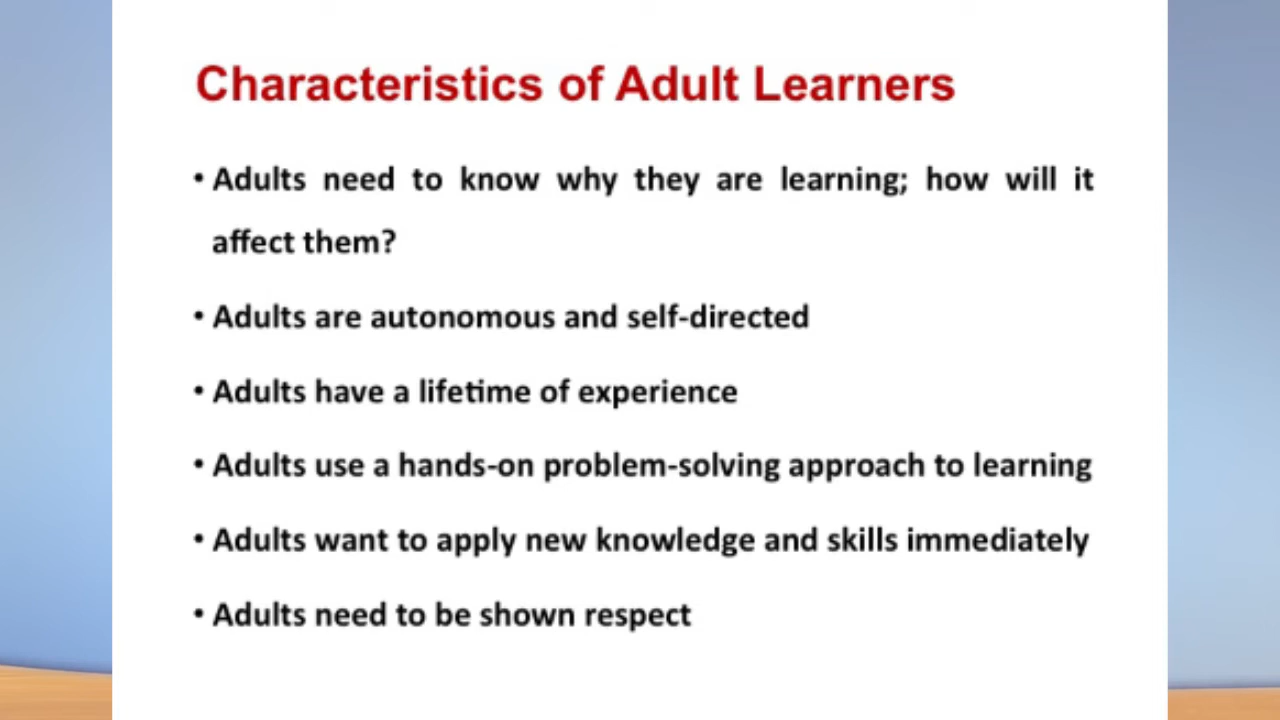 Characteristics of Adult Learners
• Adults need to know why they are learning; how will it
affect them?
• Adults are autonomous and self-directed
• Adults have a lifetime of experience
• Adults use a hands-on problem-solving approach to learning
• Adults want to apply new knowledge and skills immediately
• Adults need to be shown respect